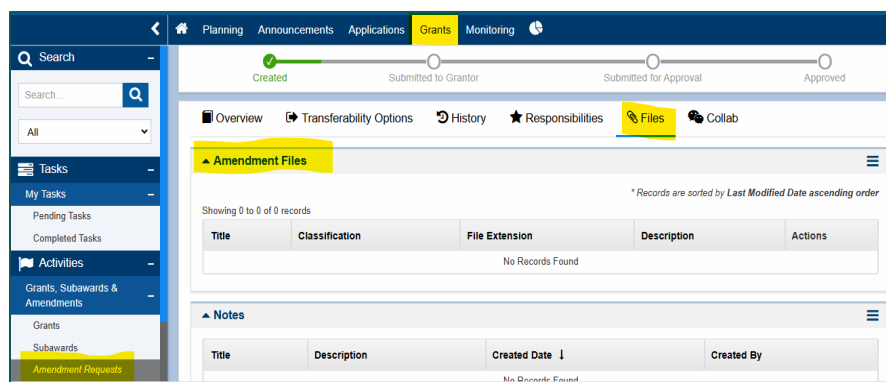 Planning Announcements Applications Grants Monitoring
Search –
Search...
All
Tasks –
My Tasks –
Pending Tasks
Completed Tasks
Activities –
Grants, Subawards & Amendments –
Grants
Subawards
Amendment Requests
Created Submitted to Grantor Submitted for Approval Approved
Overview Transferability Options History Responsibilities Files Collab
Amendment Files
* Records are sorted by Last Modified Date ascending order
Showing 0 to 0 of 0 records
Title Classification File Extension Description Actions
No Records Found
Notes
Title Description Created Date ↓ Created By
No Records Found